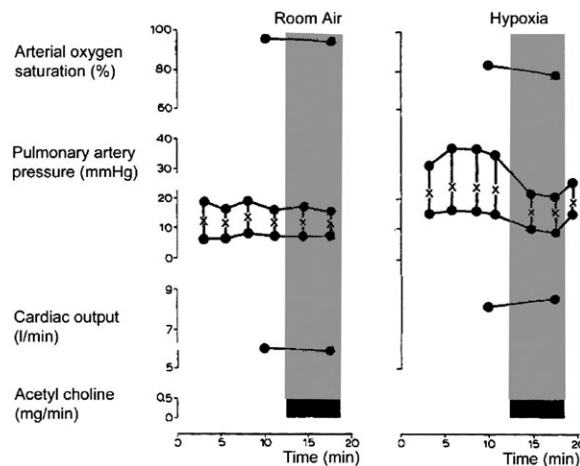 Room Air
Hypoxia
Arterial oxygen
saturation (%)
100
80
60
Pulmonary artery
pressure (mmHg)
40
30
20
10
0
Cardiac output
(l/min)
9
7
5
Acetyl choline
(mg/min)
0.5
0
0 5 10 15 20
0 5 10 15 20
Time (min)
Time (min)